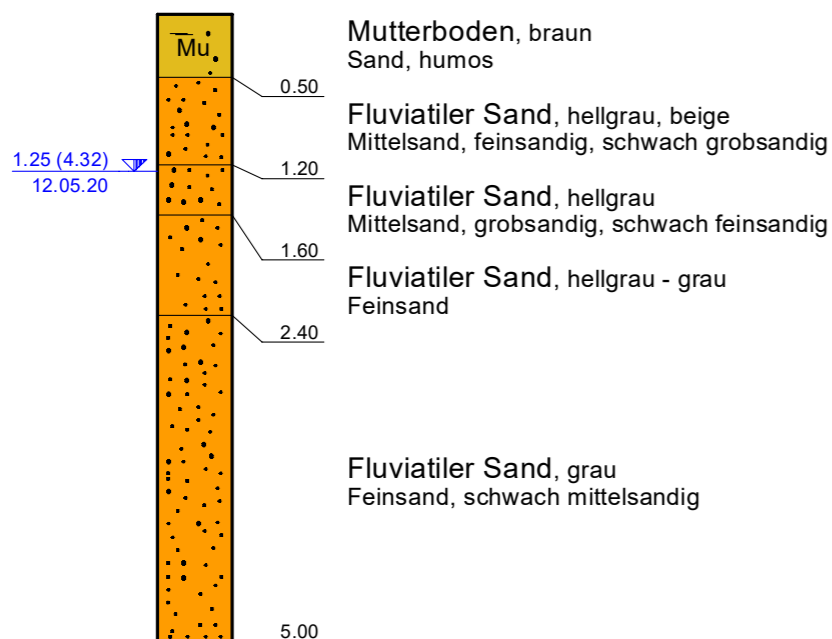 Mutterboden, braun
Sand, humos
Mu
0.50
Fluviatiler Sand, hellgrau, beige
Mittelsand, feinsandig, schwach grobsandig
1.25 (4.32)
12.05.20
1.20
Fluviatiler Sand, hellgrau
Mittelsand, grobsandig, schwach feinsandig
1.60
Fluviatiler Sand, hellgrau - grau
Feinsand
2.40
Fluviatiler Sand, grau
Feinsand, schwach mittelsandig
5.00